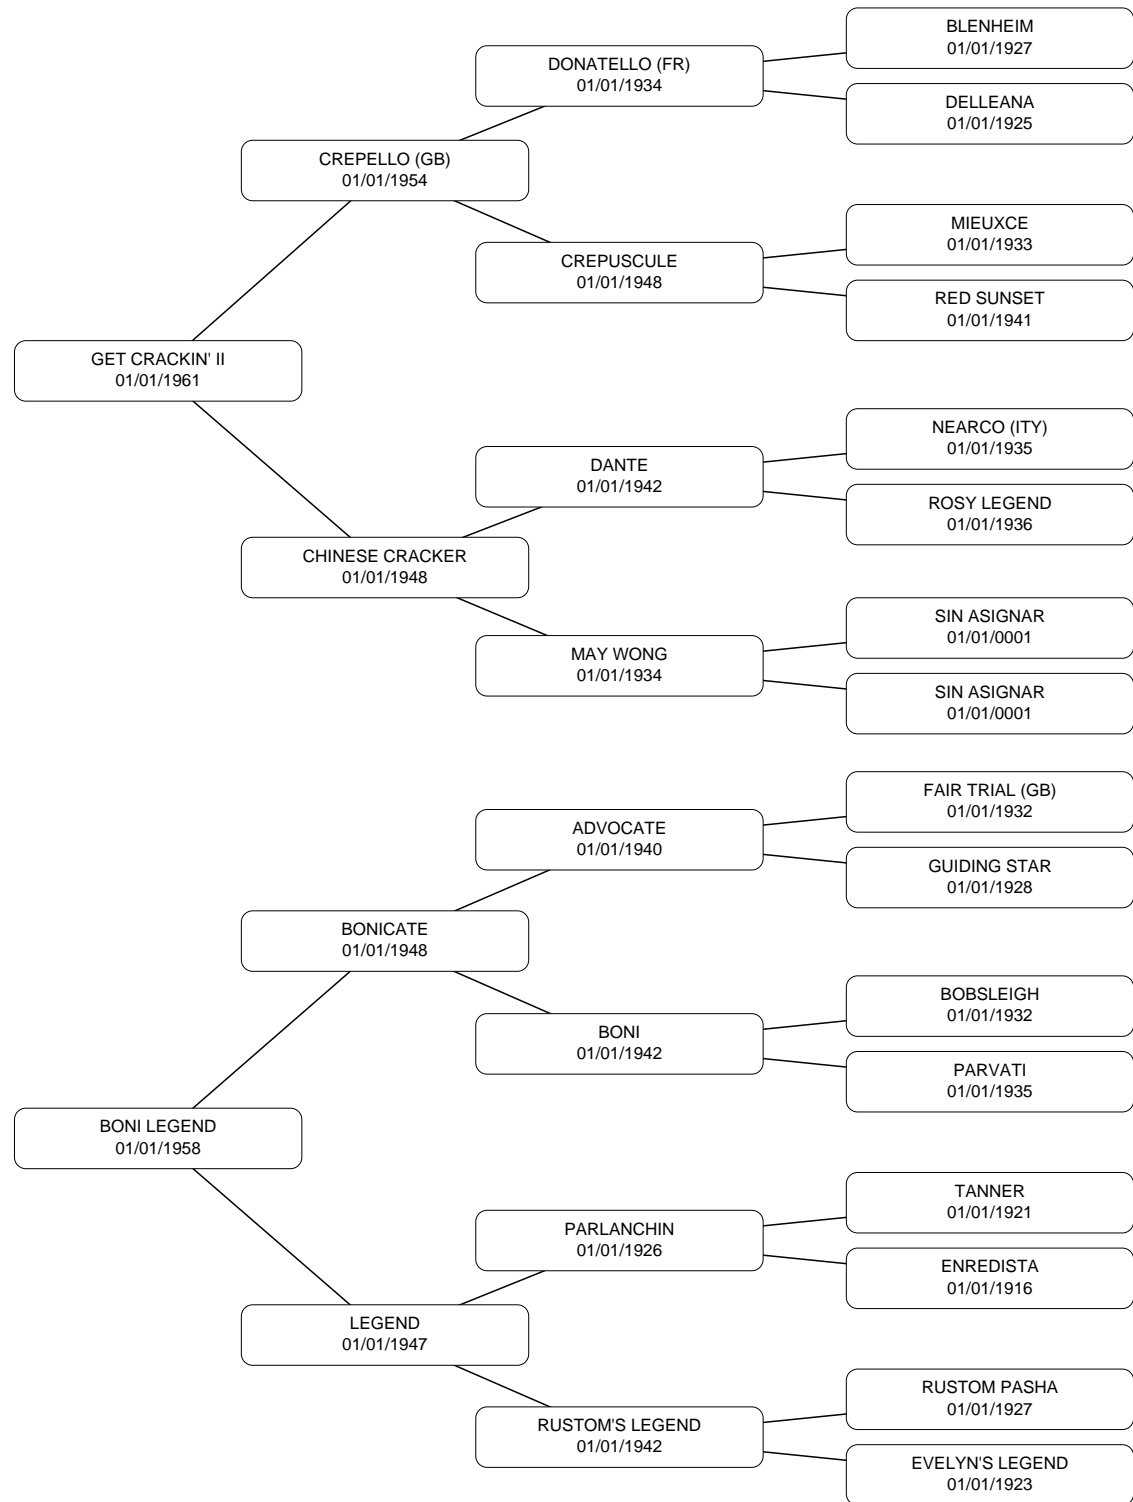 BLENHEIM
01/01/1927
DONATELLO (FR)
01/01/1934
DELLEANA
01/01/1925
CREPELLO (GB)
01/01/1954
MIEUXCE
01/01/1933
CREPUSCULE
01/01/1948
RED SUNSET
01/01/1941
GET CRACKIN' II
01/01/1961
NEARCO (ITY)
01/01/1935
DANTE
01/01/1942
ROSY LEGEND
01/01/1936
CHINESE CRACKER
01/01/1948
SIN ASIGNAR
01/01/0001
MAY WONG
01/01/1934
SIN ASIGNAR
01/01/0001
FAIR TRIAL (GB)
01/01/1932
ADVOCATE
01/01/1940
GUIDING STAR
01/01/1928
BONICATE
01/01/1948
BOBSLEIGH
01/01/1932
BONI
01/01/1942
PARVATI
01/01/1935
BONI LEGEND
01/01/1958
TANNER
01/01/1921
PARLANCHIN
01/01/1926
ENREDISTA
01/01/1916
LEGEND
01/01/1947
RUSTOM PASHA
01/01/1927
RUSTOM'S LEGEND
01/01/1942
EVELYN'S LEGEND
01/01/1923